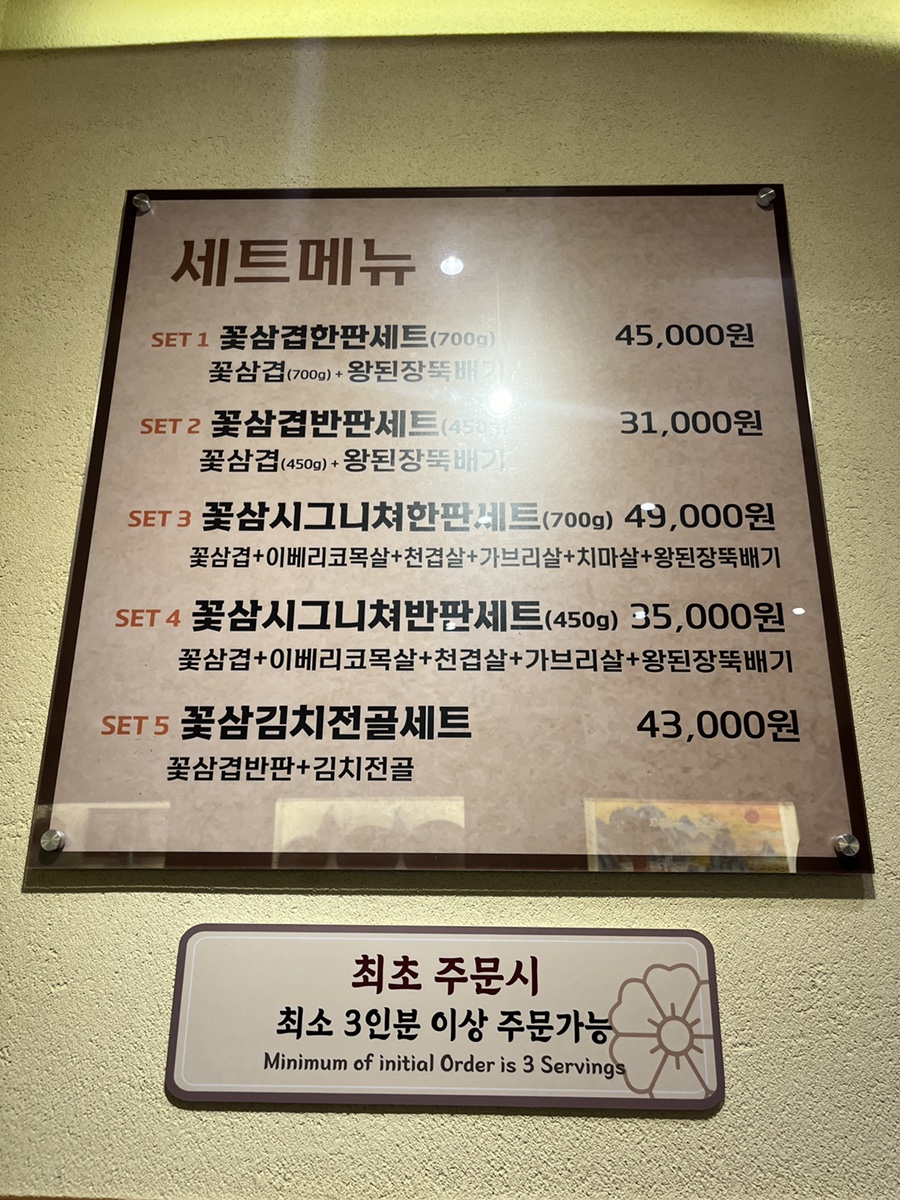 세트메뉴
SET 1 꽃삼겹한판세트(700g) 45,000원
꽃삼겹(700g) + 왕된장뚝배기
SET 2 꽃삼겹반판세트(450g) 31,000원
꽃삼겹(450g) + 왕된장뚝배기
SET 3 꽃삼시그니쳐한판세트(700g) 49,000원
꽃삼겹+이베리코목살+천겹살+가브리살+치마살+왕된장뚝배기
SET 4 꽃삼시그니쳐반판세트(450g) 35,000원
꽃삼겹+이베리코목살+천겹살+가브리살+왕된장뚝배기
SET 5 꽃삼김치전골세트 43,000원
꽃삼겹반판+김치전골
최초 주문시
최소 3인분 이상 주문가능
Minimum of initial Order is 3 Servings